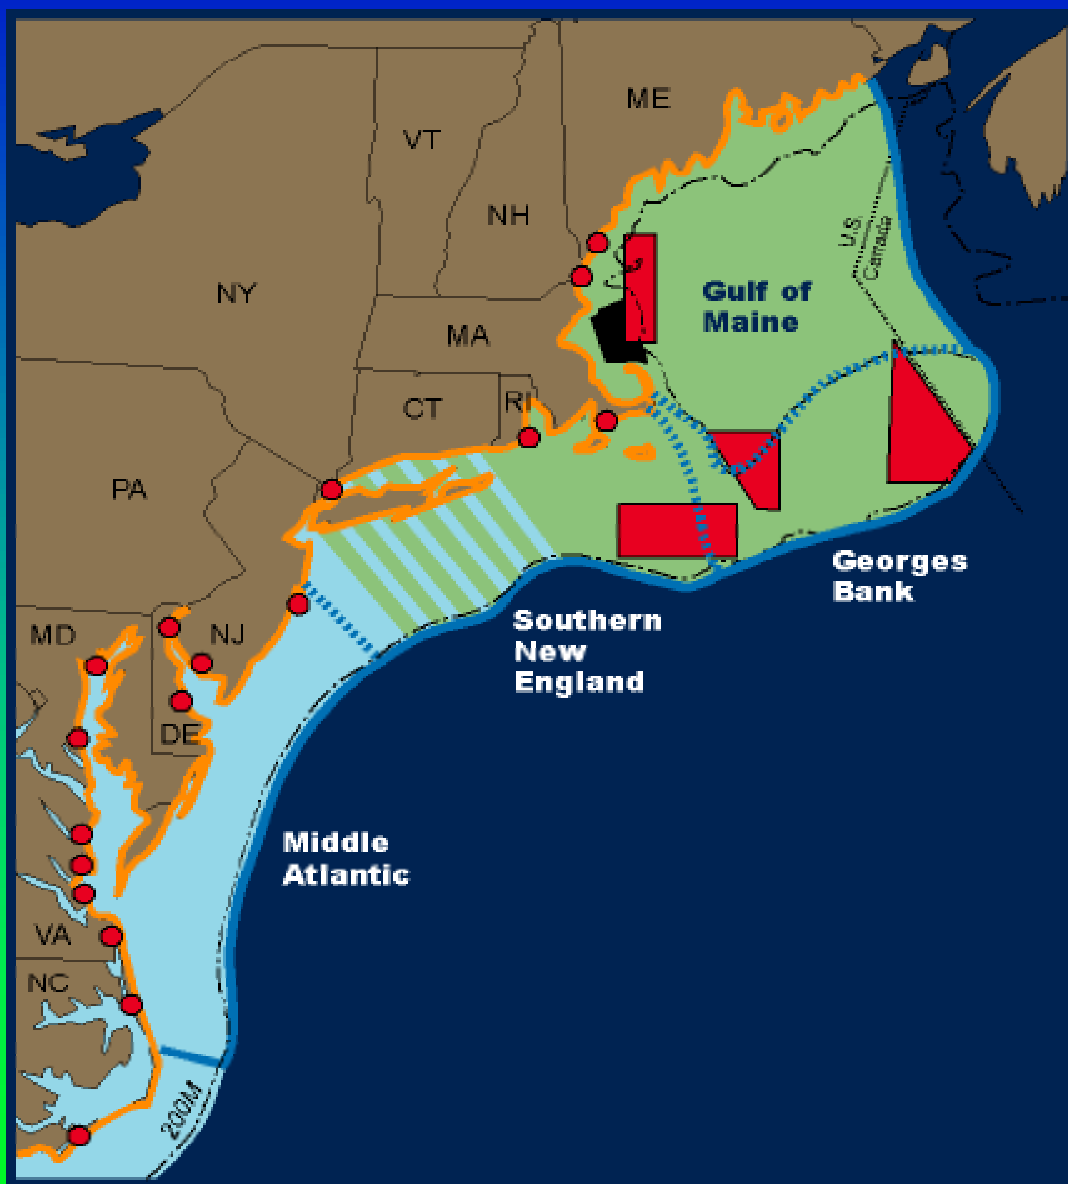 ME
VT
NH
NY
U.S.
Canada
Gulf of
Maine
MA
CT
RI
PA
Georges
Bank
Southern
New
England
MD
NJ
DE
Middle
Atlantic
VA
NC
200M